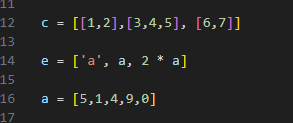 11
12 c = [[1,2],[3,4,5], [6,7]]
13
14 e = ['a', a, 2 * a]
15
16 a = [5,1,4,9,0]
17